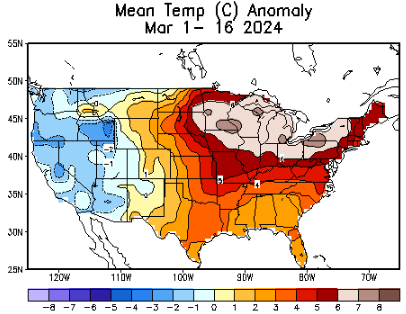 Mean Temp (C) Anomaly
Mar 1– 16 2024
55N
50N
45N
40N
35N
30N
25N
120W 110W 100W 90W 80W 70W
-8 -7 -6 -5 -4 -3 -2 -1 0 1 2 3 4 5 6 7 8